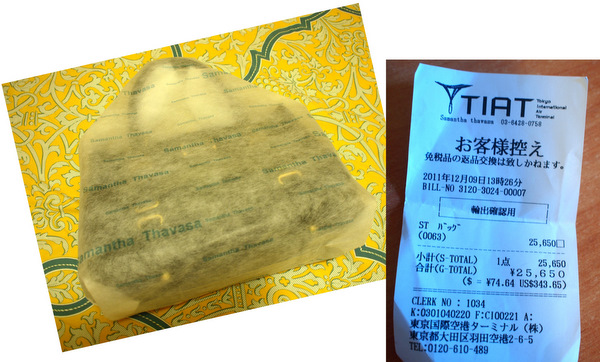 Samantha Thavasa
Samantha Thavasa
Samantha Thavasa
Samantha Thavasa
TIAT Tokyo International Air Terminal
Samantha thavasa 03-6428-0756
お客様控え
免税品の返品交換は致しかねます。
2011年12月09日13時26分
BILL-NO 3120-3024-00007
輸出確認用
ST バッグ
(0063) 25,650□
小計(S-TOTAL) 1点 25,650
合計(G-TOTAL) ¥25,650
($ = ¥74.64 US$343.65)
CLERK NO : 1034
K:0301040220 F:C100221 A:
東京国際空港ターミナル(株)
東京都大田区羽田空港2-6-5
TEL:0120-610-489